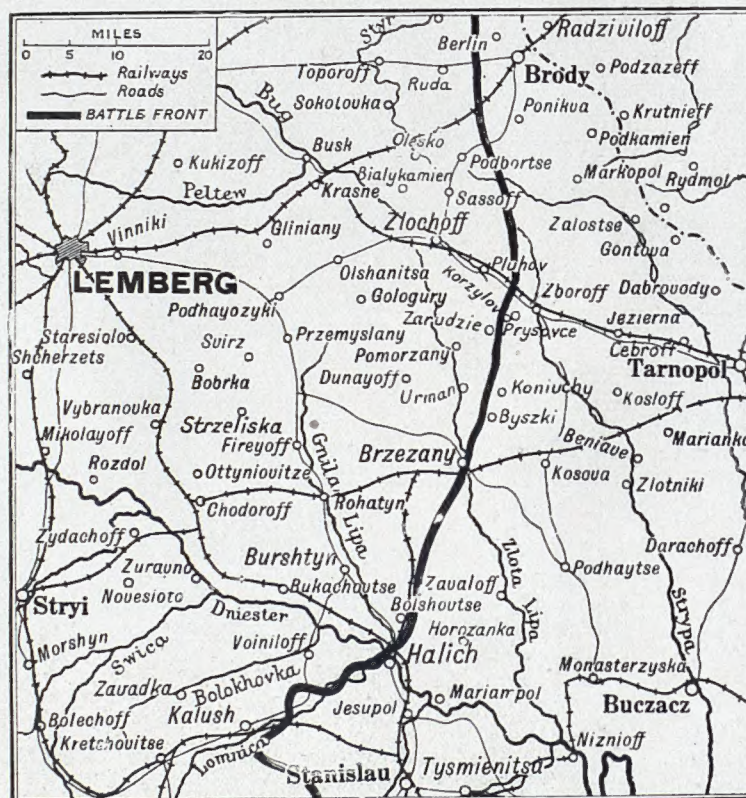 MILES
0 5 10 20
Railways
Roads
BATTLE FRONT
Styr
Berlin
Radziviloff
Toporoff
Ruda
Brody
Podzazeff
Sokolovka
Ponikva
Krutnieff
Bug
Podkamien
Busk
Olesko
Kukizoff
Podbortse
Bialykamien
Markopol
Rydmol
Peltew
Krasne
Sassoff
Zalostse
Vinniki
Gliniany
Zlochoff
Gontova
LEMBERG
Olshanitsa
Pluhov
Korzylov
Zboroff
Dabrovody
Podhayozyki
Gologury
Zarudzie
Prysovce
Jezierna
Staresiolo
Svirz
Przemyslany
Pomorzany
Cebroff
Shcherzets
Bobrka
Dunayoff
Urman
Koniuchy
Kosloff
Tarnopol
Vybranovka
Strzeliska
Byszki
Marianka
Mikolayoff
Fireyoff
Beniave
Rozdol
Ottyniovitze
Gnila
Lipa
Brzezany
Kosova
Zlotniki
Chodoroff
Rohatyn
Zydachoff
Darachoff
Zuravno
Burshtyn
Zlota
Lipa
Podhaytse
Stryi
Novesioto
Bukachovtse
Zavaloff
Strypa
Dniester
Bolshovtse
Morshyn
Swica
Voiniloff
Horozanka
Halich
Zavadka
Bolokhovka
Monasterzyska
Bolechoff
Kalush
Jesupol
Mariampol
Buczacz
Kretchovitse
Lomnica
Stanislau
Tysmienitsa
Niznioff